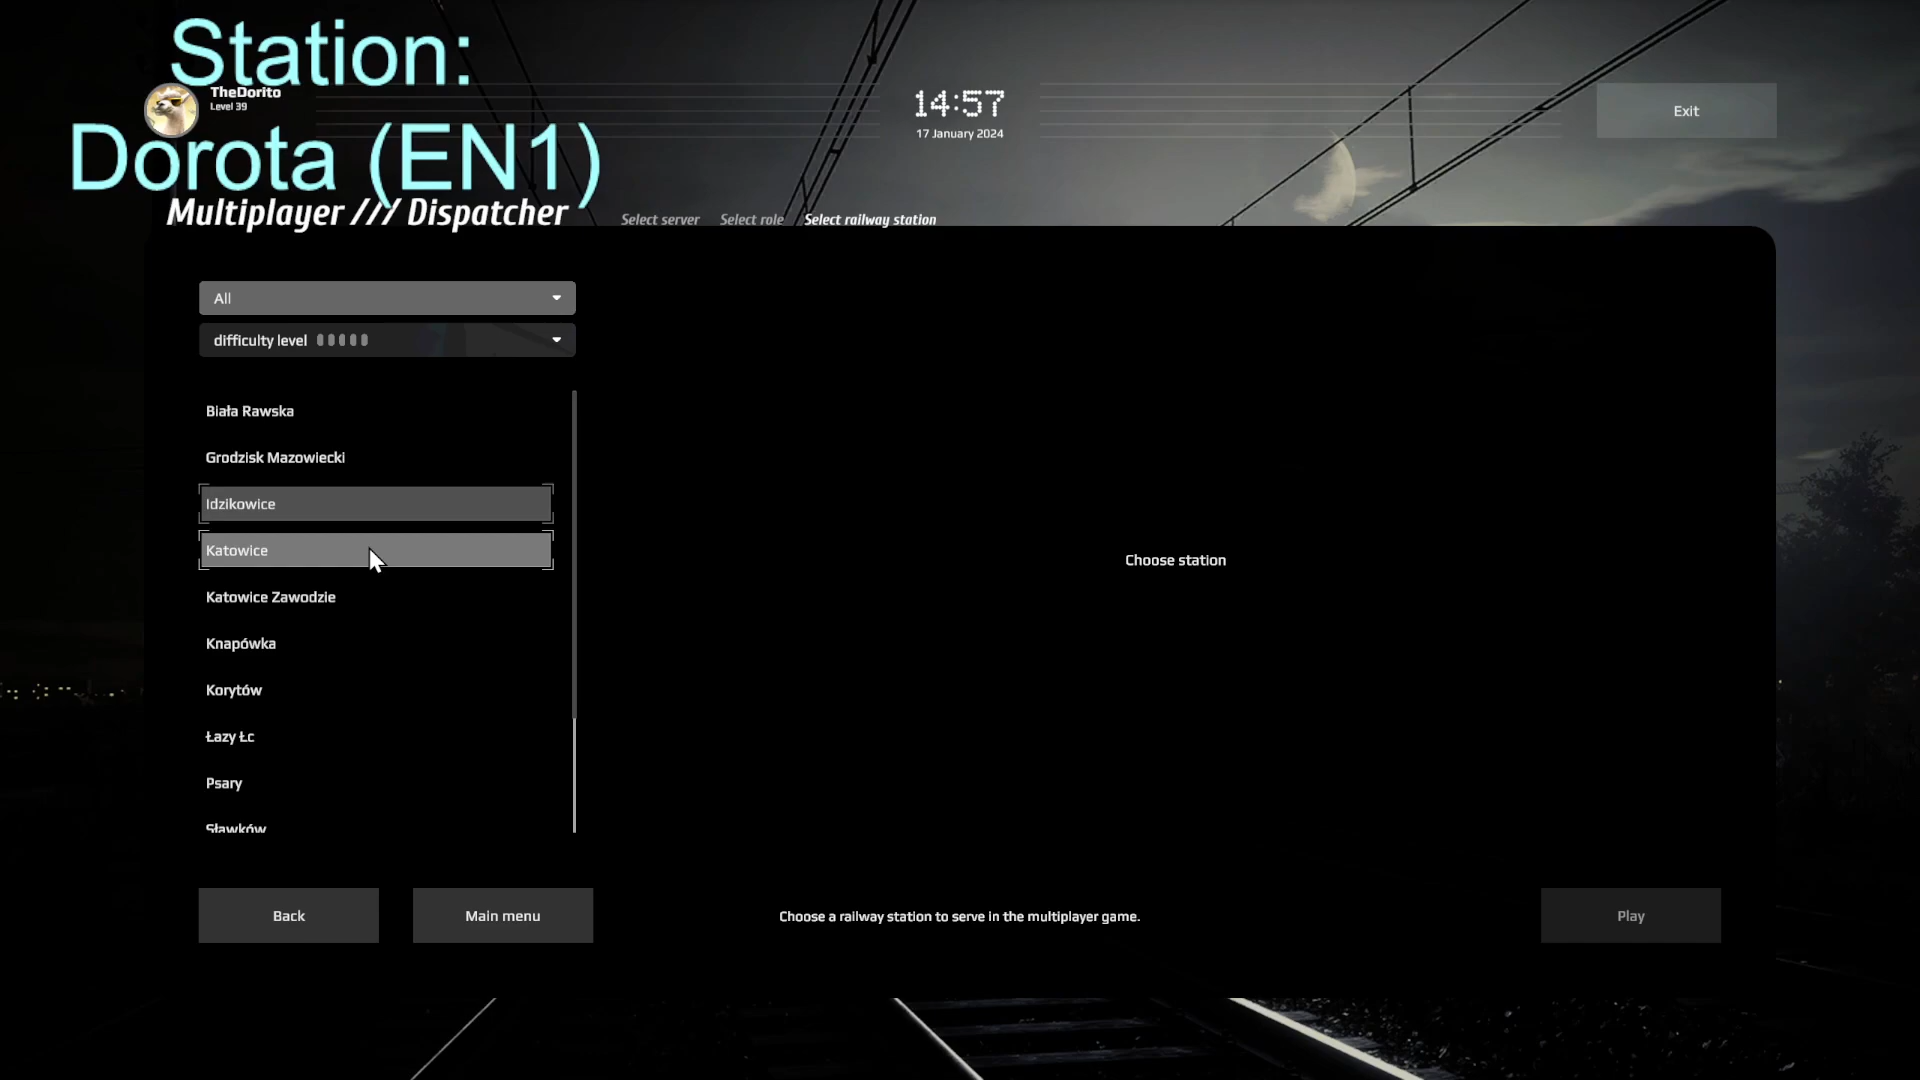 Station:
TheDorito
Level 39
14:57
17 January 2024
Exit
Dorota (EN1)
Multiplayer /// Dispatcher
Select server
Select role
Select railway station
All
difficulty level
Biała Rawska
Grodzisk Mazowiecki
Idzikowice
Katowice
Choose station
Katowice Zawodzie
Knapówka
Korytów
Łazy Łc
Psary
Sławków
Back
Main menu
Choose a railway station to serve in the multiplayer game.
Play